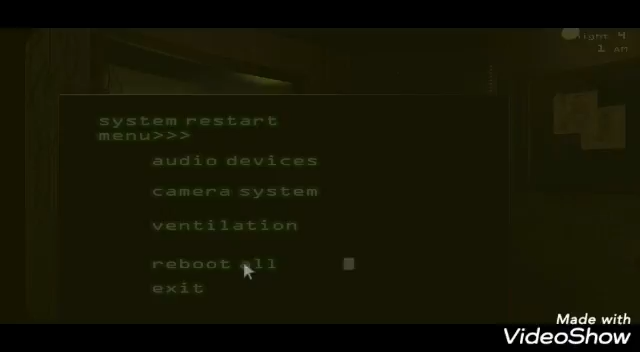 Night 4
1 AM
system restart
menu>>>
audio devices
camera system
ventilation
reboot all
exit
Made with
VideoShow